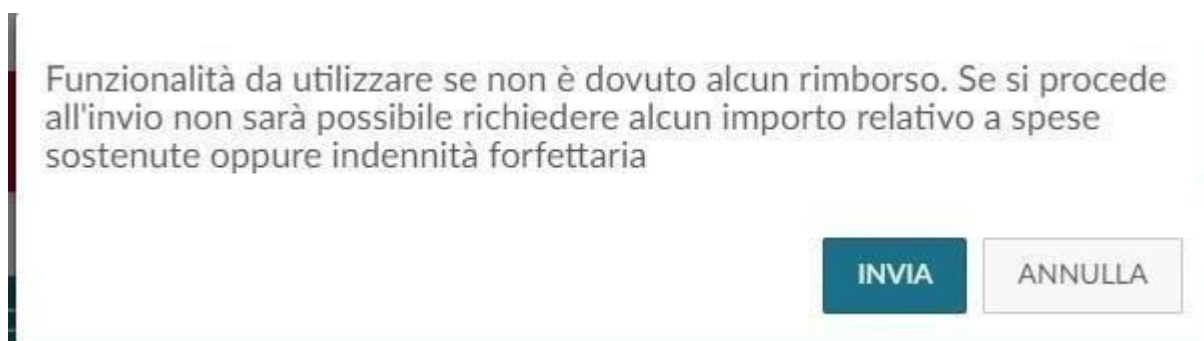 Funzionalità da utilizzare se non è dovuto alcun rimborso. Se si procede
all'invio non sarà possibile richiedere alcun importo relativo a spese
sostenute oppure indennità forfettaria
INVIA ANNULLA